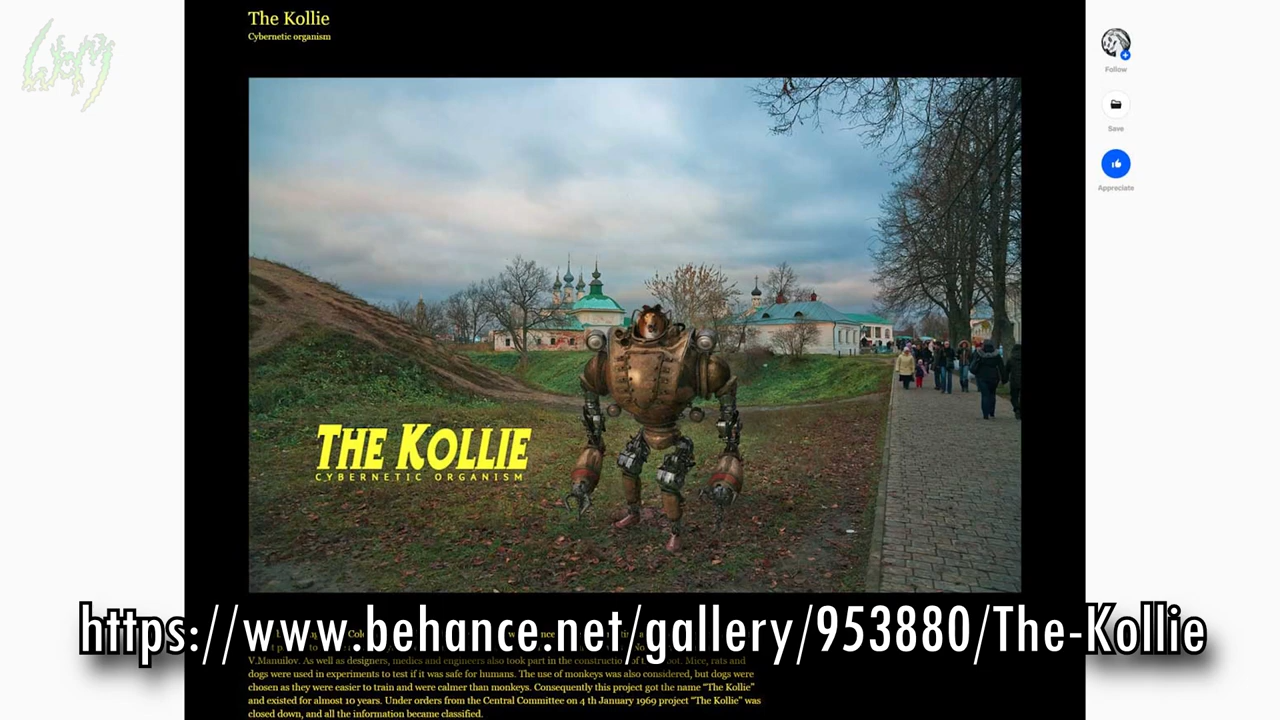 The Kollie
Cybernetic organism
Follow
Save
Appreciate
THE KOLLIE
CYBERNETIC ORGANISM
https://www.behance.net/gallery/953880/The-Kollie
V.Manuilov. As well as designers, medics and engineers also took part in the construction of Mice, rats and
dogs were used in experiments to test if it was safe for humans. The use of monkeys was also considered, but dogs were
chosen as they were easier to train and were calmer than monkeys. Consequently this project got the name “The Kollie”
and existed for almost 10 years. Under orders from the Central Committee on 4 th January 1969 project “The Kollie” was
closed down, and all the information became classified.